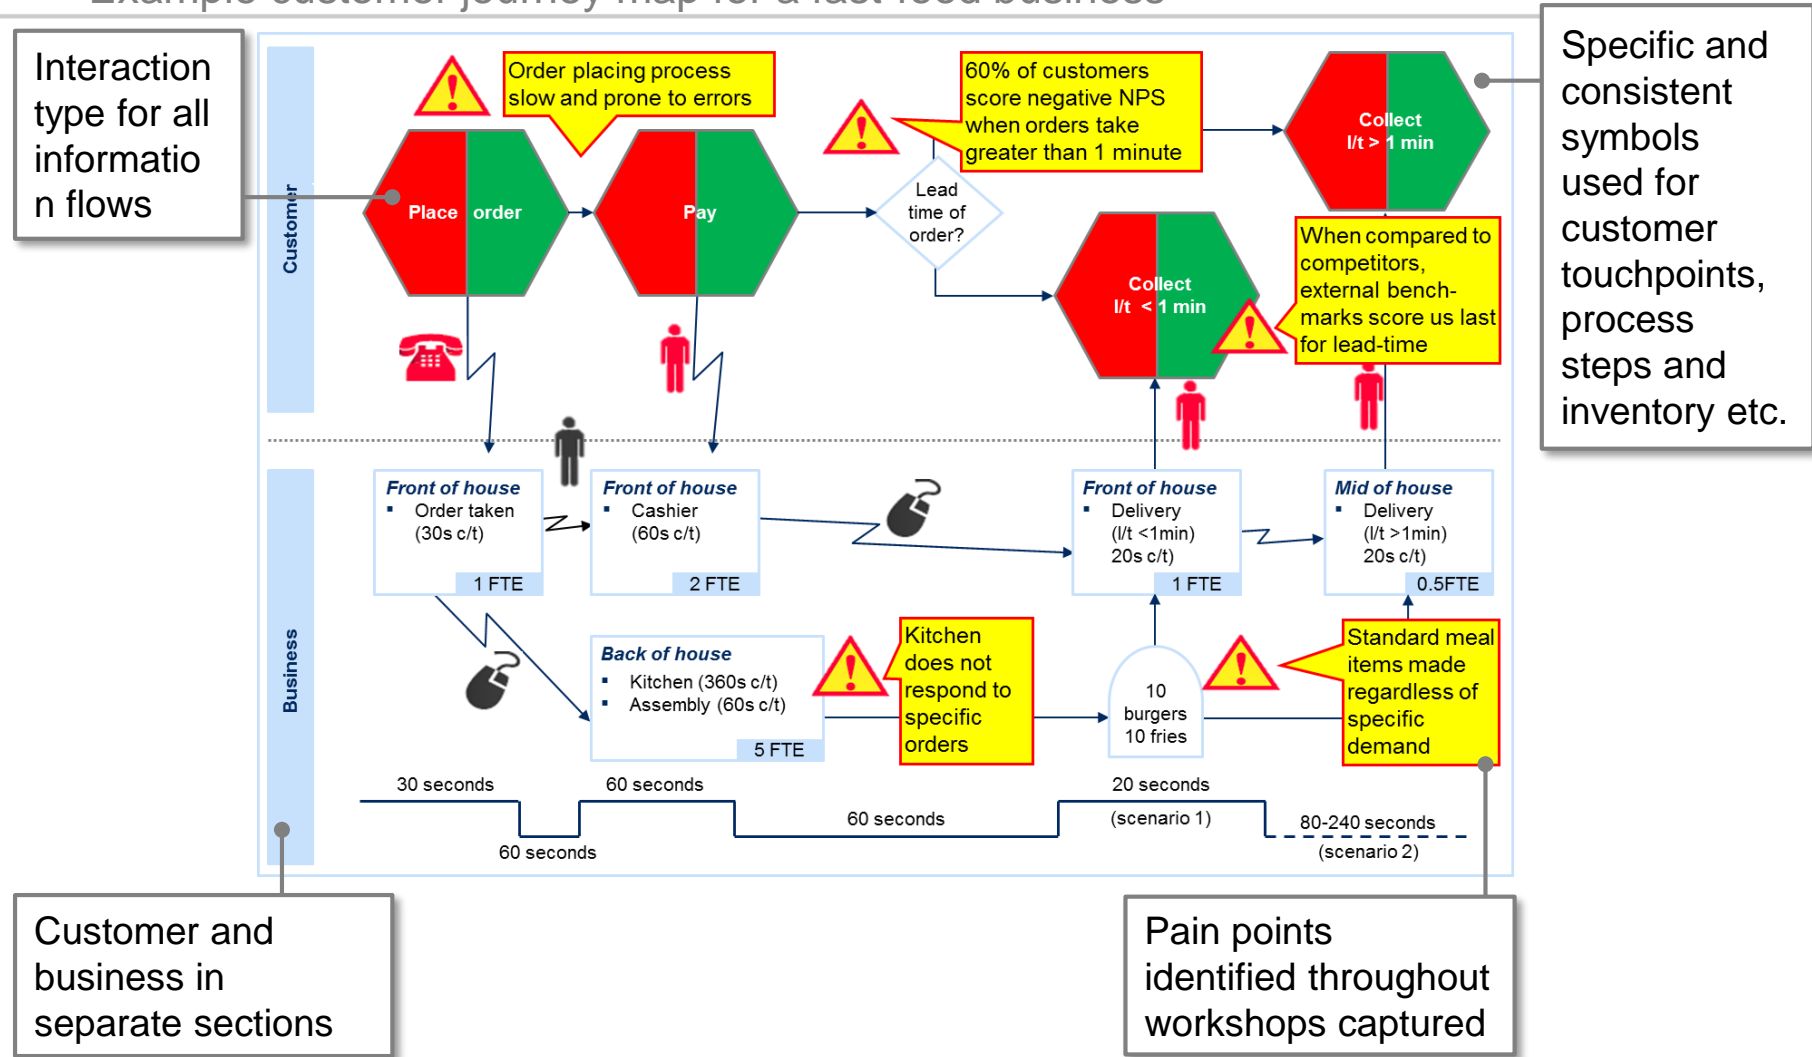 Example customer journey map for a fast food business
Interaction
type for all
informatio
n flows
Specific and
consistent
symbols
used for
customer
touchpoints,
process
steps and
inventory etc.
Customer
Order placing process
slow and prone to errors
60% of customers
score negative NPS
when orders take
greater than 1 minute
Collect
l/t > 1 min
Place order
Pay
Lead
time of
order?
When compared to
competitors,
external bench-
marks score us last
for lead-time
Collect
l/t < 1 min
Business
Front of house
▪ Order taken
(30s c/t)
1 FTE
Front of house
▪ Cashier
(60s c/t)
2 FTE
Front of house
▪ Delivery
(l/t <1min)
20s c/t)
1 FTE
Mid of house
▪ Delivery
(l/t >1min)
20s c/t)
0.5FTE
Back of house
▪ Kitchen (360s c/t)
▪ Assembly (60s c/t)
5 FTE
Kitchen
does not
respond to
specific
orders
10
burgers
10 fries
Standard meal
items made
regardless of
specific
demand
30 seconds
60 seconds
60 seconds
60 seconds
20 seconds
(scenario 1)
80-240 seconds
(scenario 2)
Customer and
business in
separate sections
Pain points
identified throughout
workshops captured